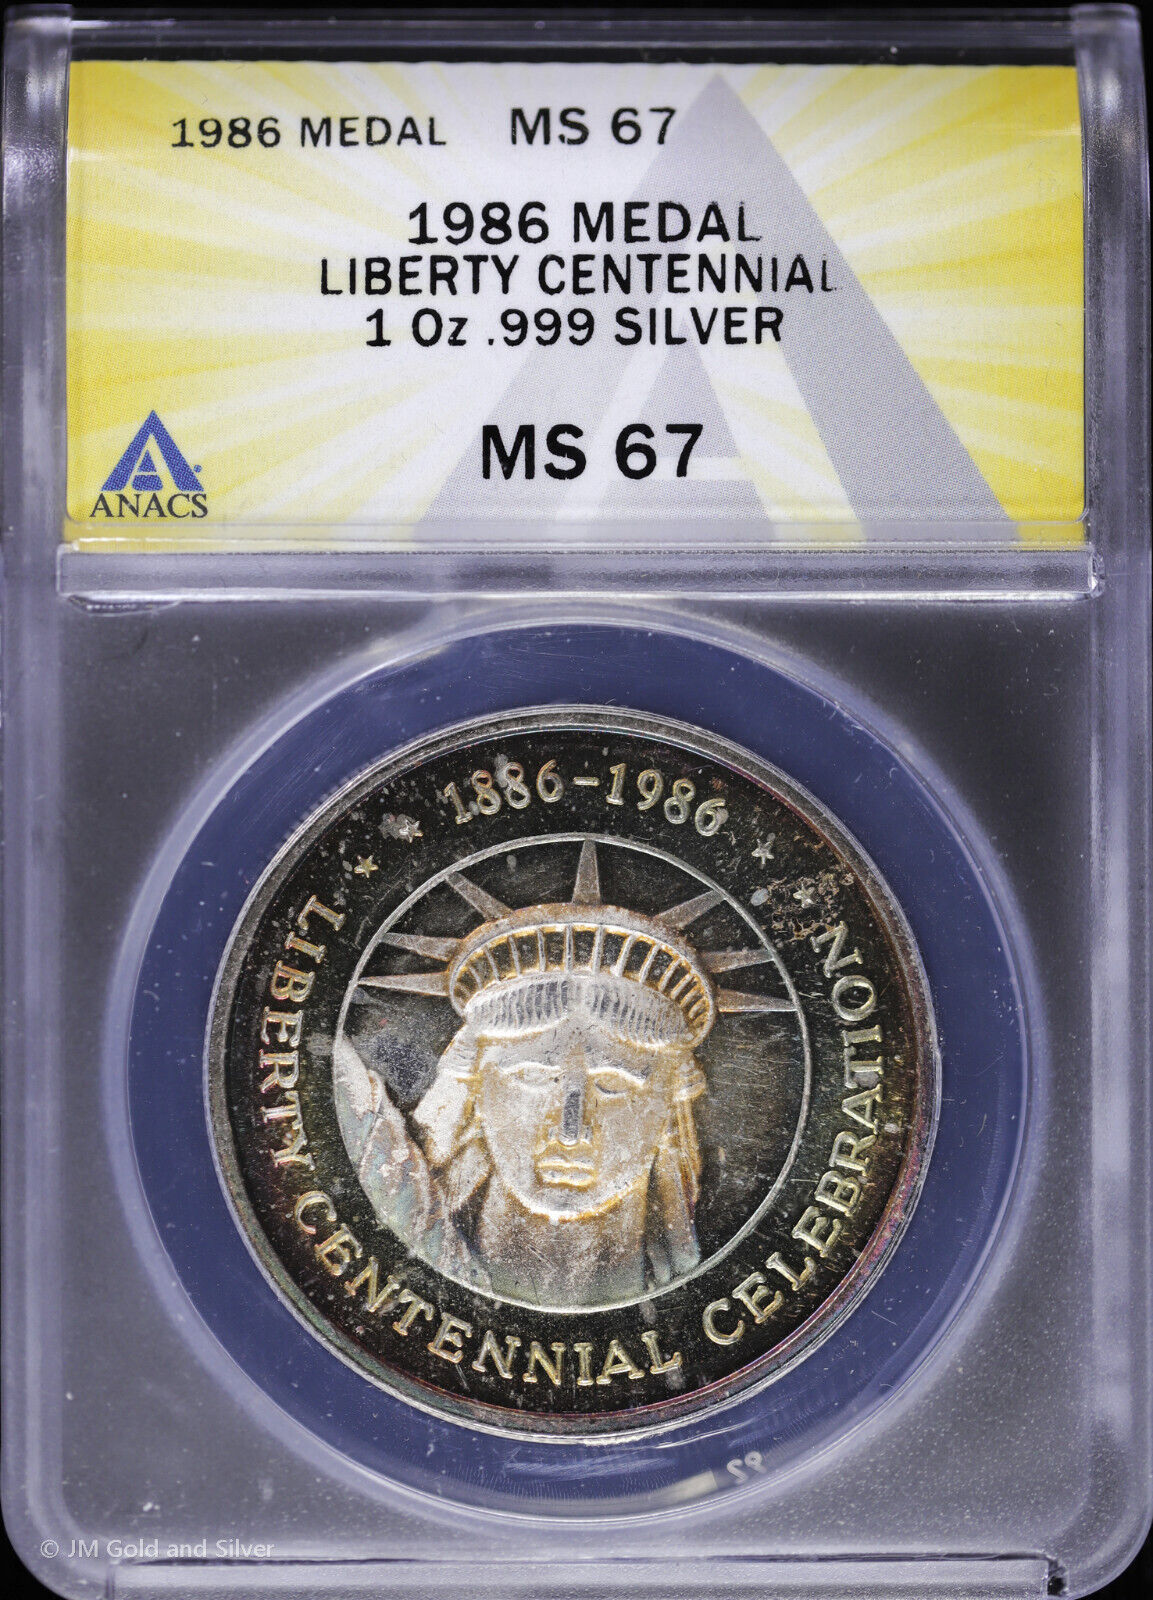 1986 MEDAL MS 67
1986 MEDAL
LIBERTY CENTENNIAL
1 Oz .999 SILVER
MS 67
ANACS
1886-1986
LIBERTY CENTENNIAL CELEBRATION
© JM Gold and Silver